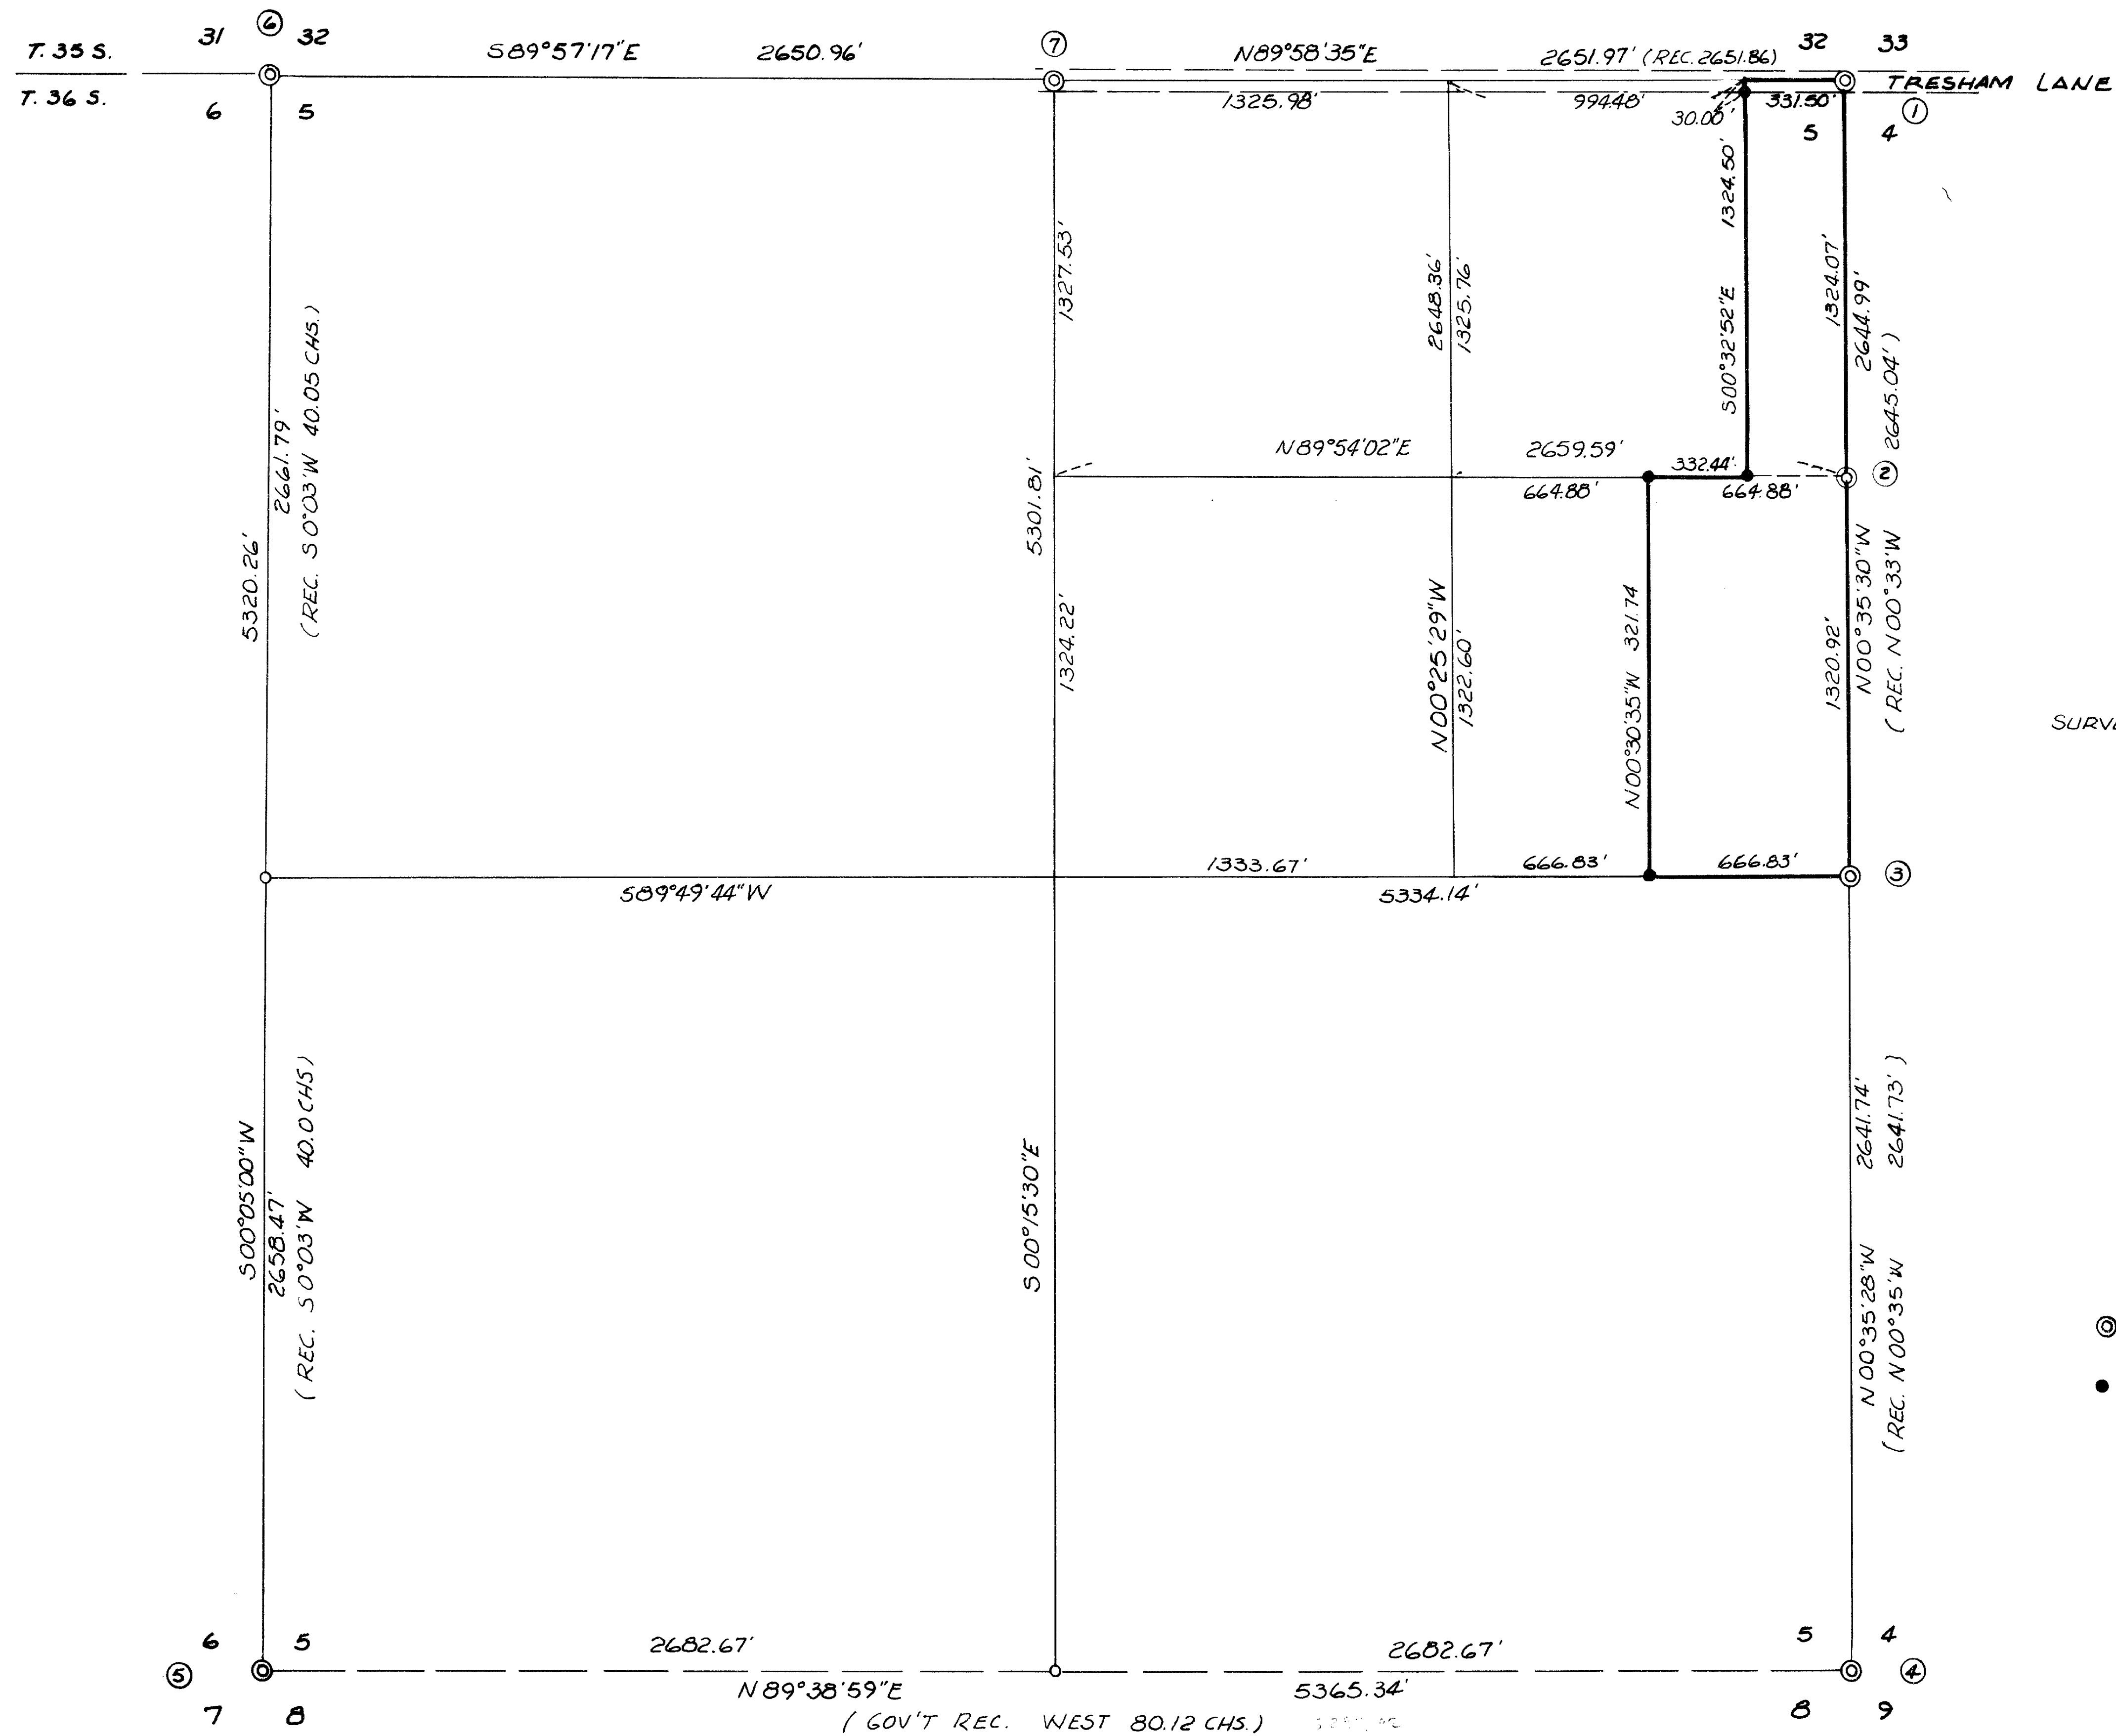 ⑥
31 32
T. 35 S.
T. 36 S.
6 5
S89°57'17"E 2650.96'
⑦
N89°58'35"E 2651.97' (REC. 2651.86)
32 33
TRESHAM LANE
①
1325.98' 994.48' 331.50'
30.00'
5 4
1327.53'
2648.36'
1325.76'
S00°32'52"E 1324.50'
1324.07'
2644.99'
2645.04' )
2661.79'
(REC. S0°03'W 40.05 CHS.)
5320.26'
5301.81'
N89°54'02"E 2659.59'
332.44'
664.88' 664.88'
②
1324.22'
N00°25'29"W
1322.60'
N00°30'35"W 321.74
1320.92'
N00°35'30"W
( REC. N00°33'W
SURVE
1333.67' 666.83' 666.83'
③
S89°49'44"W 5334.14'
S00°05'00"W
2658.47'
(REC. S0°03'W 40.0 CHS)
S00°15'30"E
2641.74'
2641.73' )
N00°35'28"W
(REC. N00°35'W
6 5
⑤
7 8
2682.67' 2682.67'
5 4
④
8 9
N89°38'59"E 5365.34'
( GOV'T REC. WEST 80.12 CHS.)